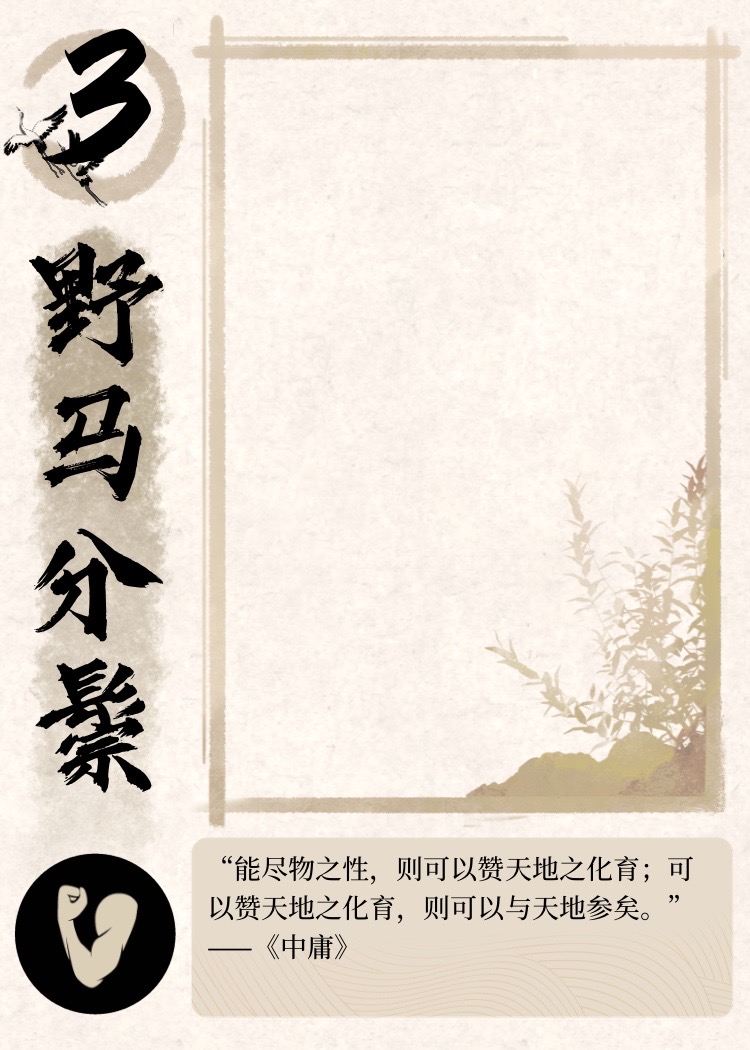 3
野马分鬃
“能尽物之性，则可以赞天地之化育；可
以赞天地之化育，则可以与天地参矣。”
——《中庸》